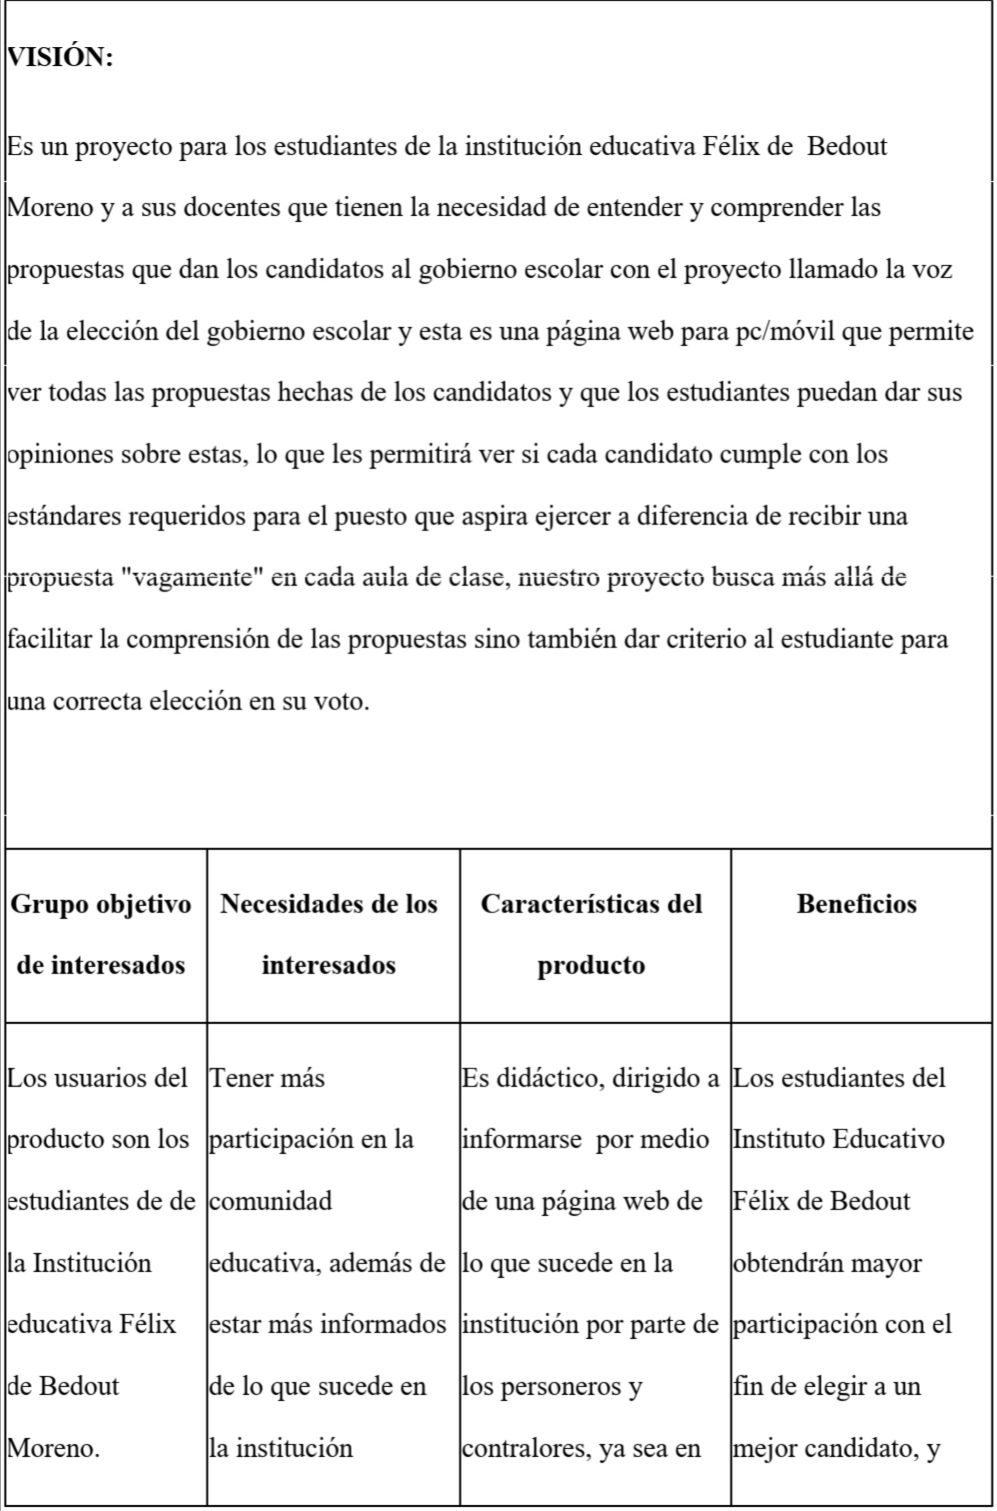 VISIÓN:
Es un proyecto para los estudiantes de la institución educativa Félix de  Bedout
Moreno y a sus docentes que tienen la necesidad de entender y comprender las
propuestas que dan los candidatos al gobierno escolar con el proyecto llamado la voz
de la elección del gobierno escolar y esta es una página web para pc/móvil que permite
ver todas las propuestas hechas de los candidatos y que los estudiantes puedan dar sus
opiniones sobre estas, lo que les permitirá ver si cada candidato cumple con los
estándares requeridos para el puesto que aspira ejercer a diferencia de recibir una
propuesta "vagamente" en cada aula de clase, nuestro proyecto busca más allá de
facilitar la comprensión de las propuestas sino también dar criterio al estudiante para
una correcta elección en su voto.
Grupo objetivo
de interesados
Necesidades de los
interesados
Características del
producto
Beneficios
Los usuarios del
producto son los
estudiantes de de
la Institución
educativa Félix
de Bedout
Moreno.
Tener más
participación en la
comunidad
educativa, además de
estar más informados
de lo que sucede en
la institución
Es didáctico, dirigido a
informarse  por medio
de una página web de
lo que sucede en la
institución por parte de
los personeros y
contralores, ya sea en
Los estudiantes del
Instituto Educativo
Félix de Bedout
obtendrán mayor
participación con el
fin de elegir a un
mejor candidato, y